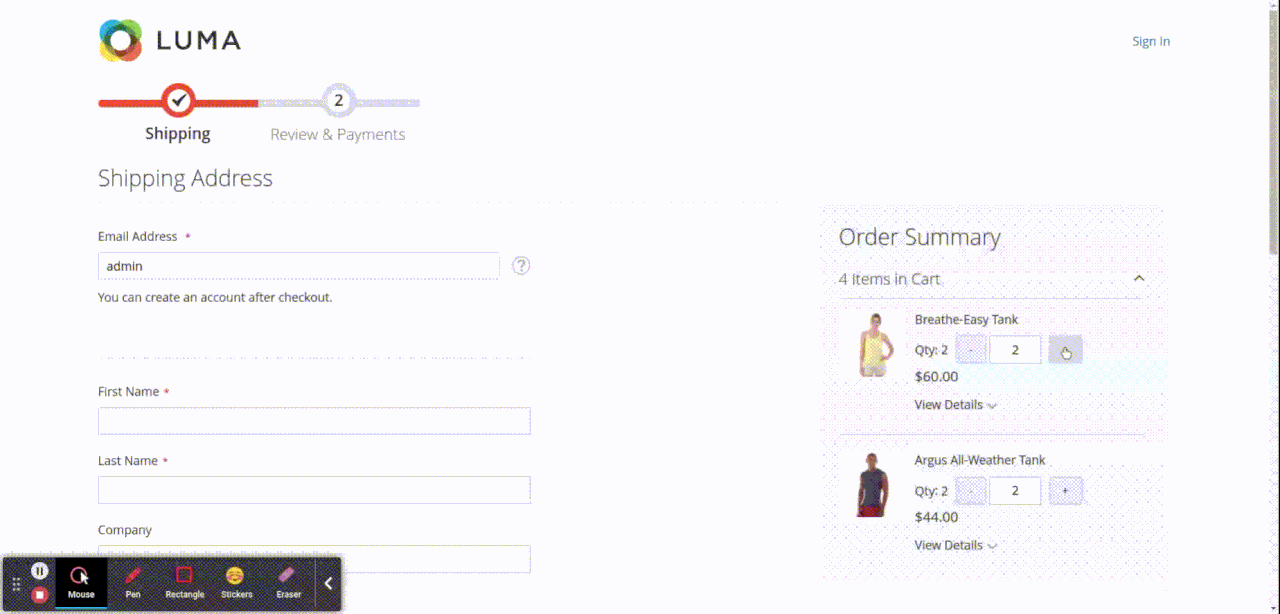 LUMA
Sign In
2
Shipping
Review & Payments
Shipping Address
Email Address *
admin
?
You can create an account after checkout.
First Name *
Last Name *
Company
Order Summary
4 Items in Cart
Breathe-Easy Tank
Qty: 2 - 2
$60.00
View Details
Argus All-Weather Tank
Qty: 2 - 2 +
$44.00
View Details
Mouse Pen Rectangle Stickers Eraser